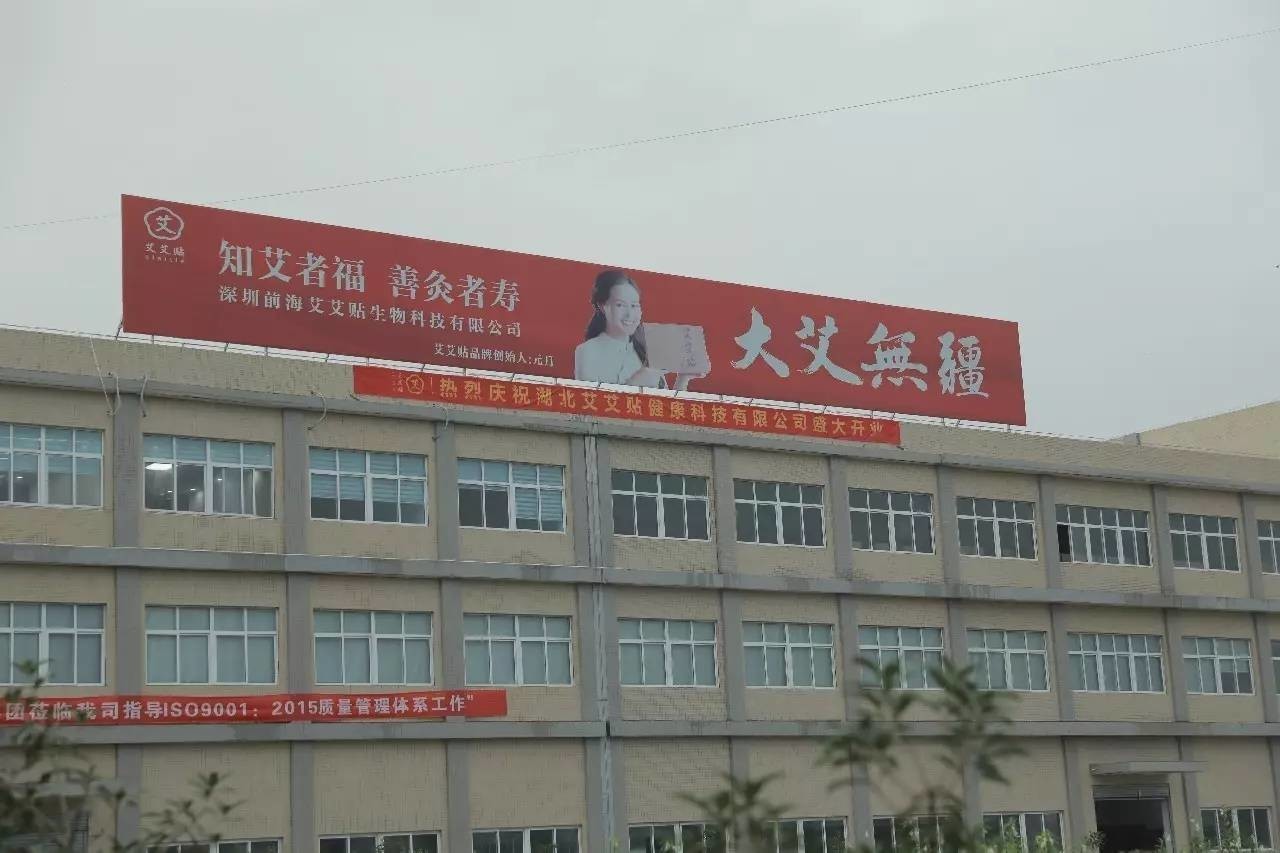 艾
艾艾贴
知艾者福 善灸者寿
深圳前海艾艾贴生物科技有限公司
艾艾贴品牌创始人:元月
大艾無疆
艾
热烈庆祝湖北艾艾贴健康科技有限公司盛大开业
团莅临我司指导ISO9001:2015质量管理体系工作"